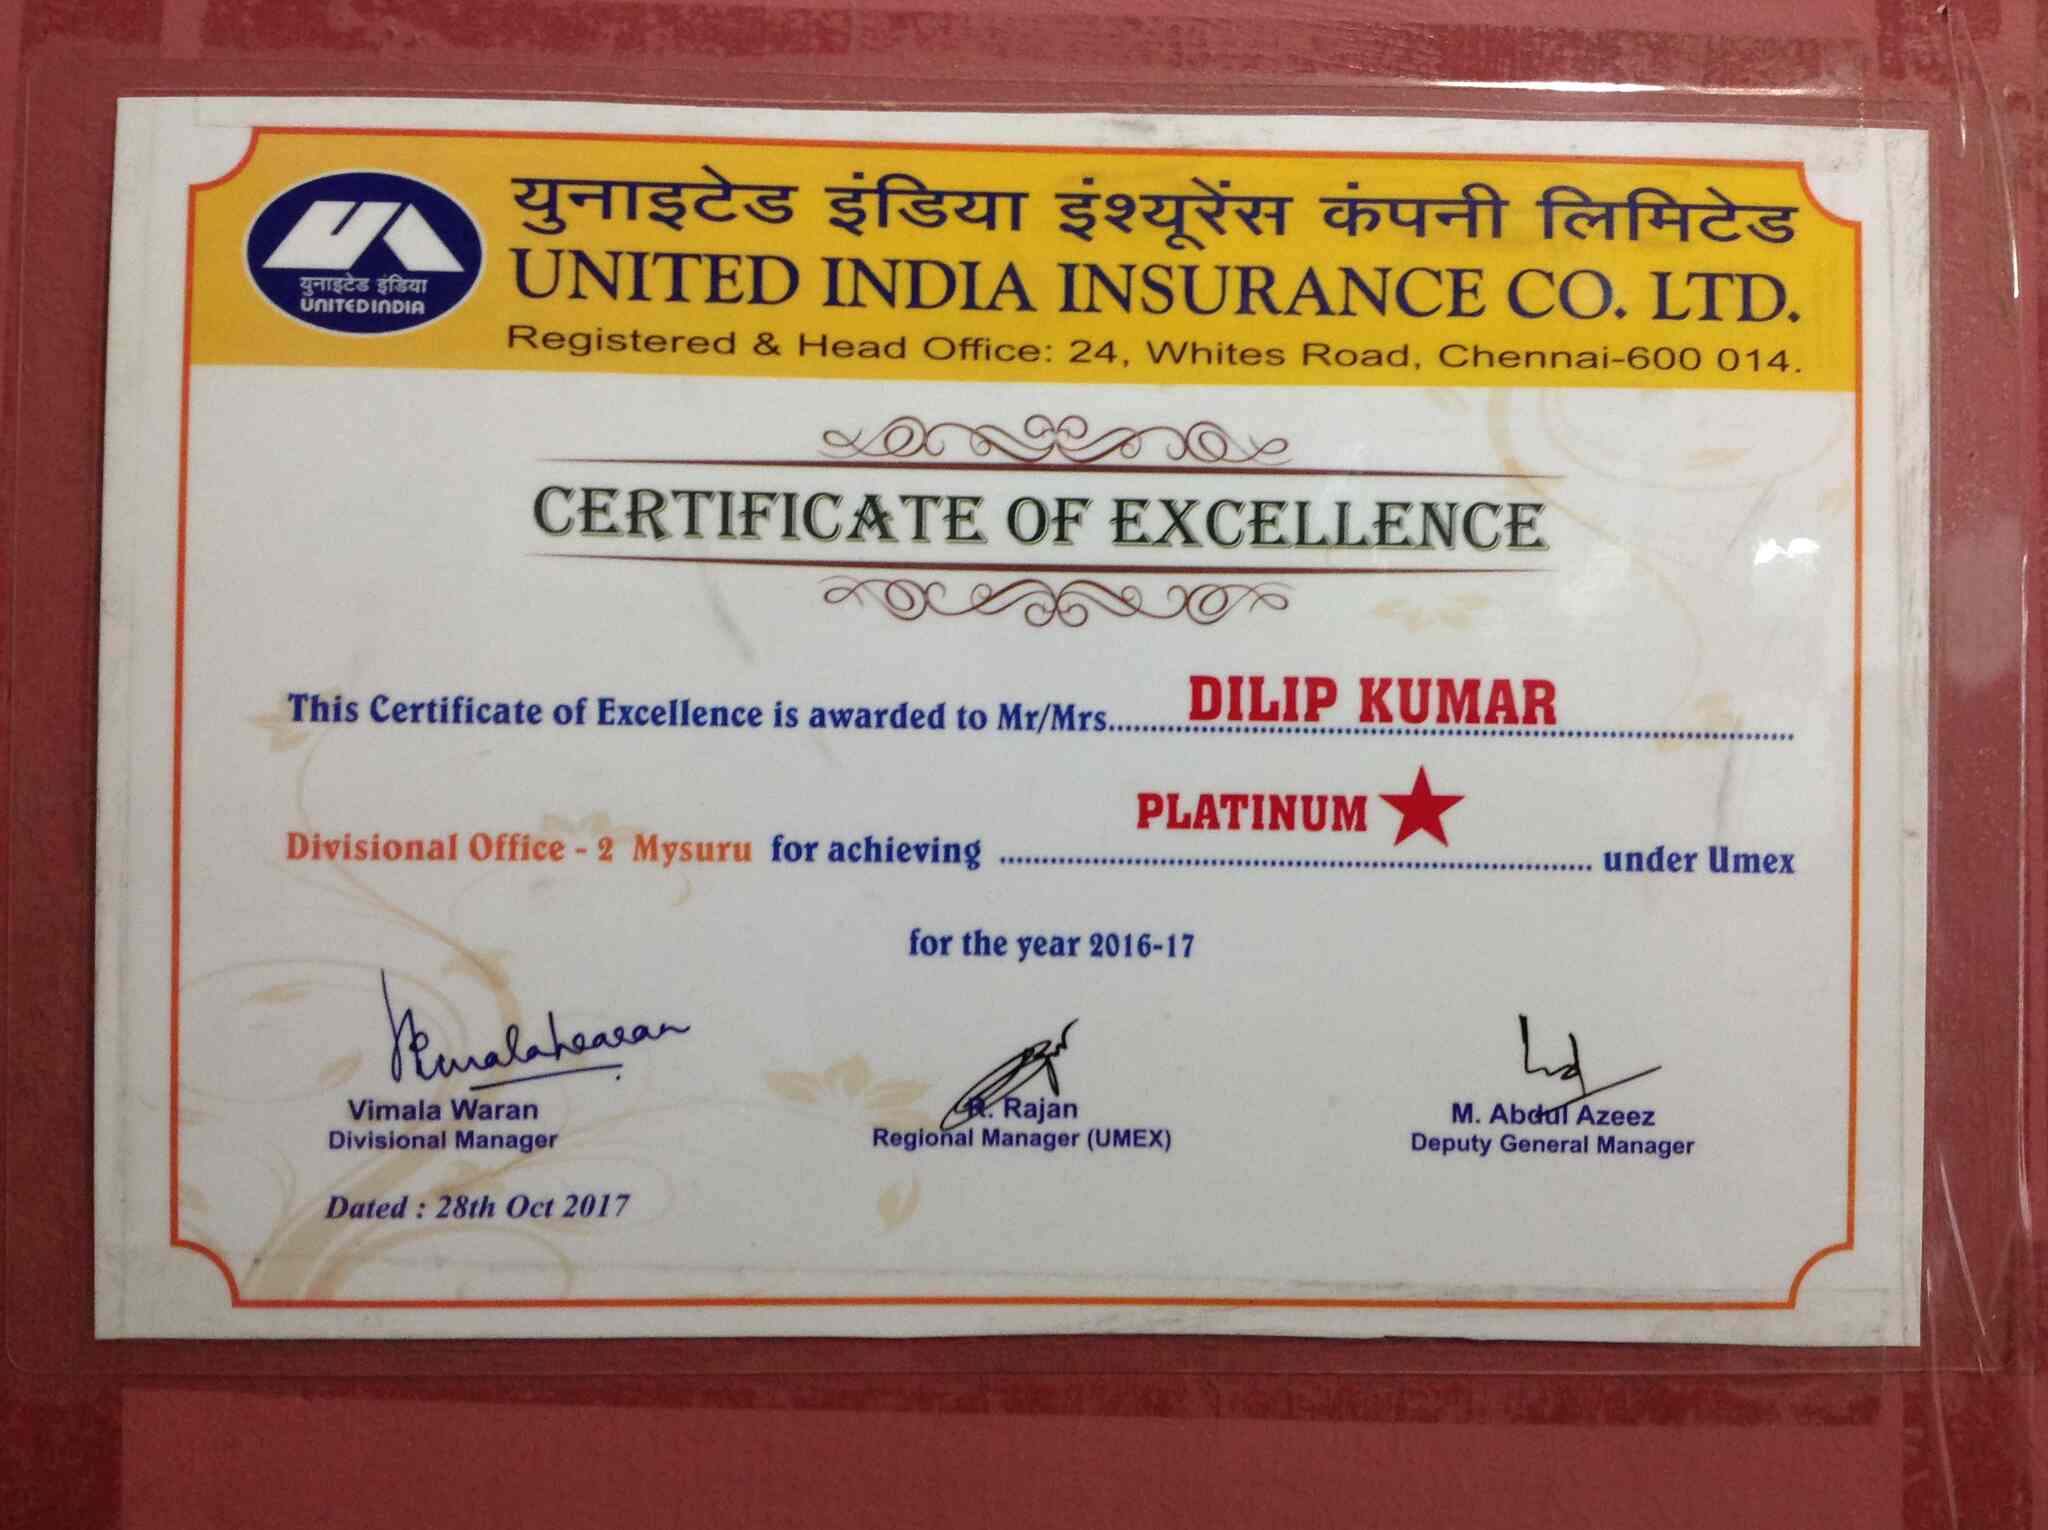 युनाइटेड इंडिया
UNITED INDIA
युनाइटेड इंडिया इंश्यूरेंस कंपनी लिमिटेड
UNITED INDIA INSURANCE CO. LTD.
Registered & Head Office: 24, Whites Road, Chennai-600 014.
CERTIFICATE OF EXCELLENCE
This Certificate of Excellence is awarded to Mr/Mrs. DILIP KUMAR
Divisional Office - 2 Mysuru for achieving PLATINUM ★ under Umex
for the year 2016-17
Vimala Waran R. Rajan M. Abdul Azeez
Divisional Manager Regional Manager (UMEX) Deputy General Manager
Dated : 28th Oct 2017